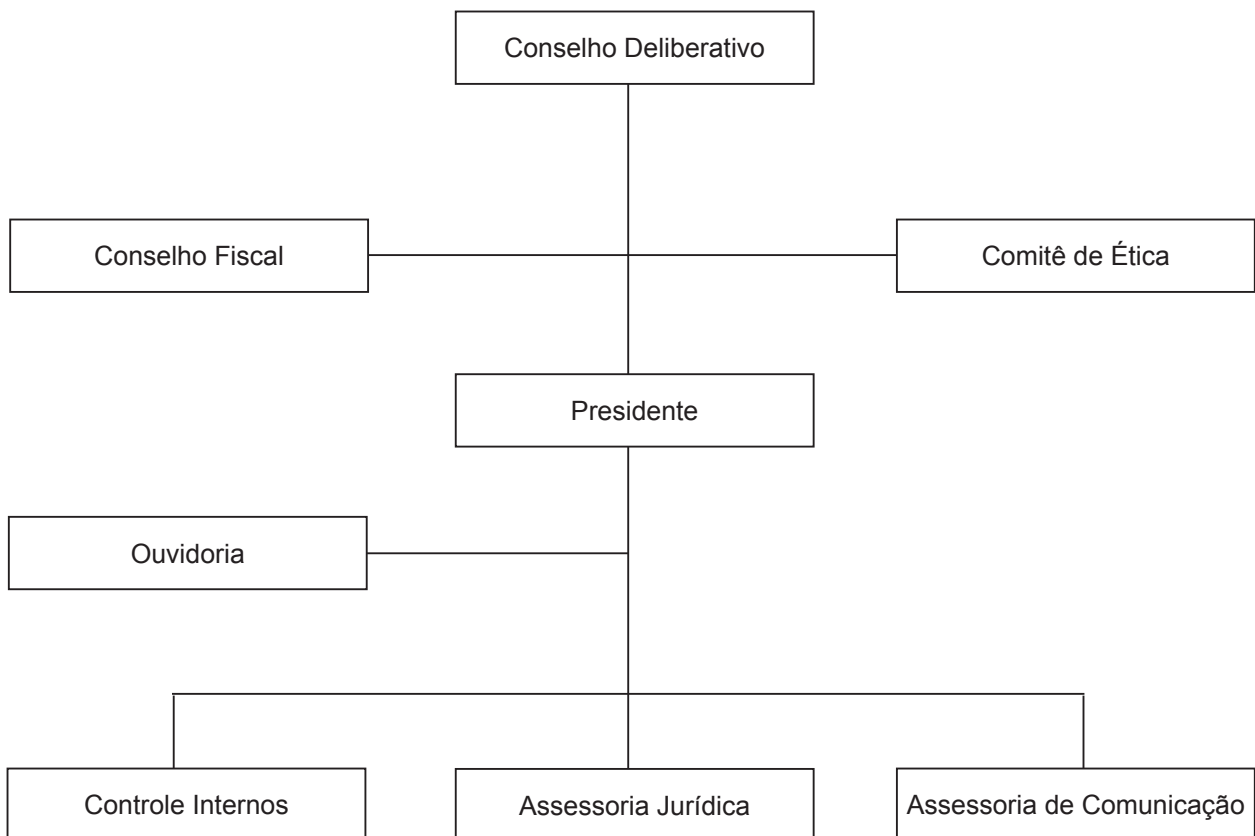 Conselho Deliberativo
Conselho Fiscal
Comitê de Ética
Presidente
Ouvidoria
Controle Internos
Assessoria Jurídica
Assessoria de Comunicação